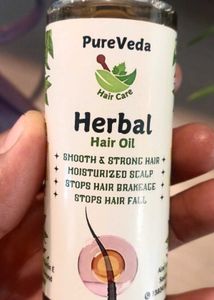 PureVeda
Hair Care
Herbal
Hair Oil
SMOOTH & STRONG HAIR
MOISTURIZED SCALP
STOPS HAIR BRAKEAGE
STOPS HAIR FALL